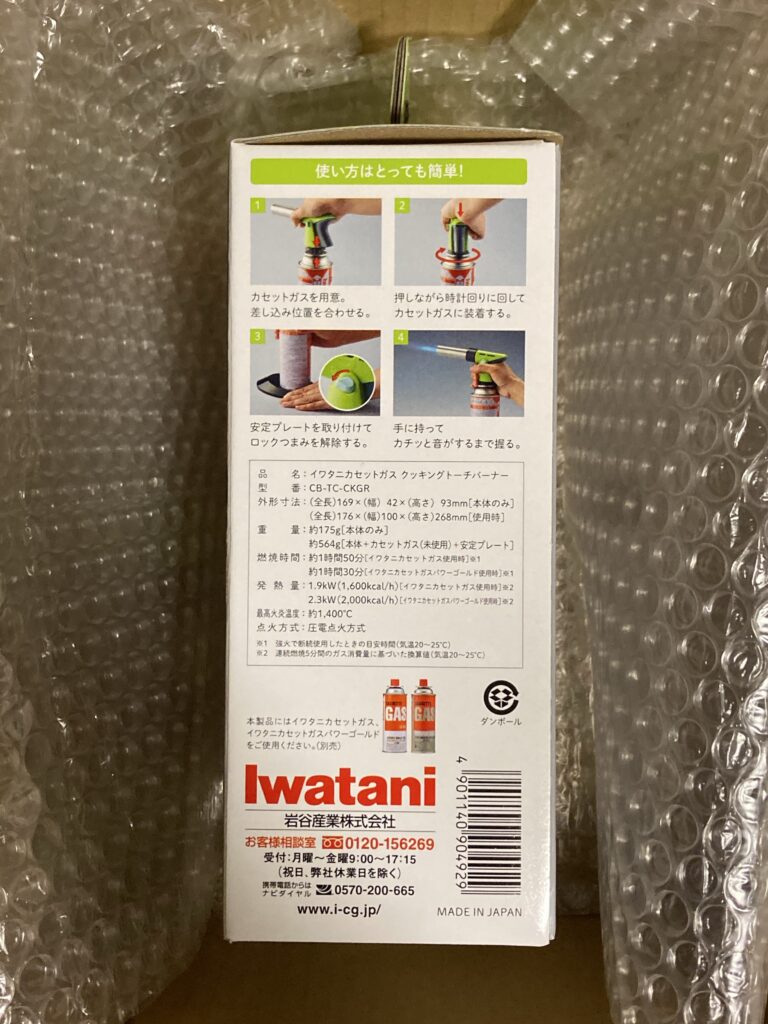 使い方はとっても簡単!
1
カセットガスを用意。
差し込み位置を合わせる。
2
押しながら時計回りに回して
カセットガスに装着する。
3
安定プレートを取り付けて
ロックつまみを解除する。
4
手に持って
カチッと音がするまで握る。
品 名:イワタニカセットガス クッキングトーチバーナー
型 番:CB-TC-CKGR
外形寸法:(全長)169×(幅) 42×(高さ) 93mm[本体のみ]
(全長)176×(幅)100×(高さ)268mm[使用時]
重 量:約175g[本体のみ]
約564g[本体+カセットガス(未使用)+安定プレート]
燃焼時間:約1時間50分[イワタニカセットガス使用時]※1
約1時間30分[イワタニカセットガスパワーゴールド使用時]※1
発 熱 量:1.9kW(1,600kcal/h)[イワタニカセットガス使用時]※2
2.3kW(2,000kcal/h)[イワタニカセットガスパワーゴールド使用時]※2
最高火炎温度:約1,400℃
点火方式:圧電点火方式
※1 強火で断続使用したときの目安時間(気温20〜25℃)
※2 連続燃焼5分間のガス消費量に基づいた換算値(気温20〜25℃)
本製品にはイワタニカセットガス、
イワタニカセットガスパワーゴールド
をご使用ください。(別売)
GAS
GAS
ダンボール
Iwatani
岩谷産業株式会社
お客様相談室 0120-156269
受付:月曜〜金曜9:00〜17:15
(祝日、弊社休業日を除く)
携帯電話からは
ナビダイヤル 0570-200-665
www.i-cg.jp/
4 901140 904929
MADE IN JAPAN